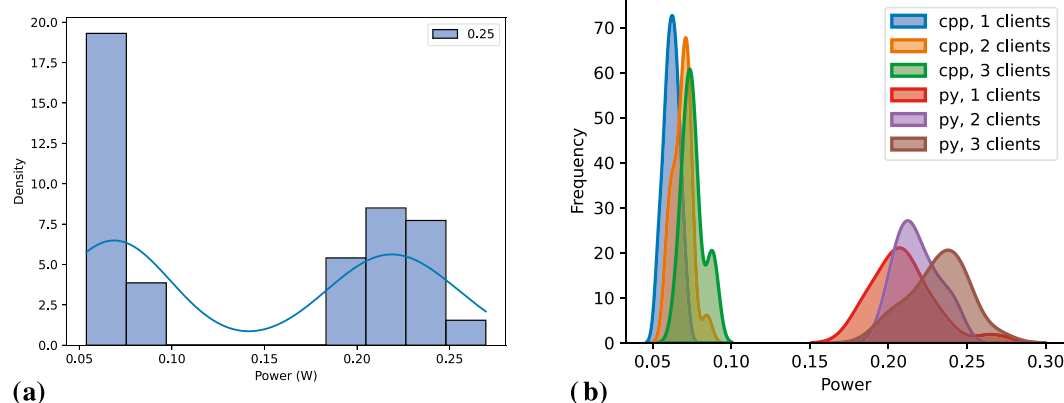 20.0
17.5
15.0
12.5
10.0
7.5
5.0
2.5
0.0
Density
0.05 0.10 0.15 0.20 0.25
Power (W)
0.25
(a)
70
60
50
40
30
20
10
0
Frequency
0.05 0.10 0.15 0.20 0.25 0.30
Power
cpp, 1 clients
cpp, 2 clients
cpp, 3 clients
py, 1 clients
py, 2 clients
py, 3 clients
(b)